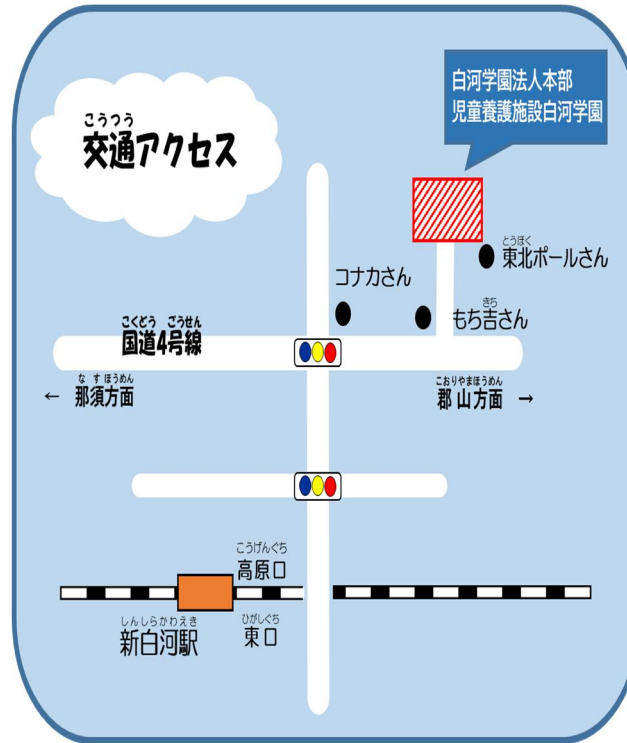 こうつう
交通アクセス
白河学園法人本部
児童養護施設白河学園
とうほく
東北ポールさん
コナカさん
きち
もち吉さん
こくどう ごうせん
国道4号線
な す ほうめん
← 那須方面
こおりやまほうめん
郡山方面 →
こうげんぐち
高原口
しんしらかわえき
新白河駅
ひがしぐち
東口